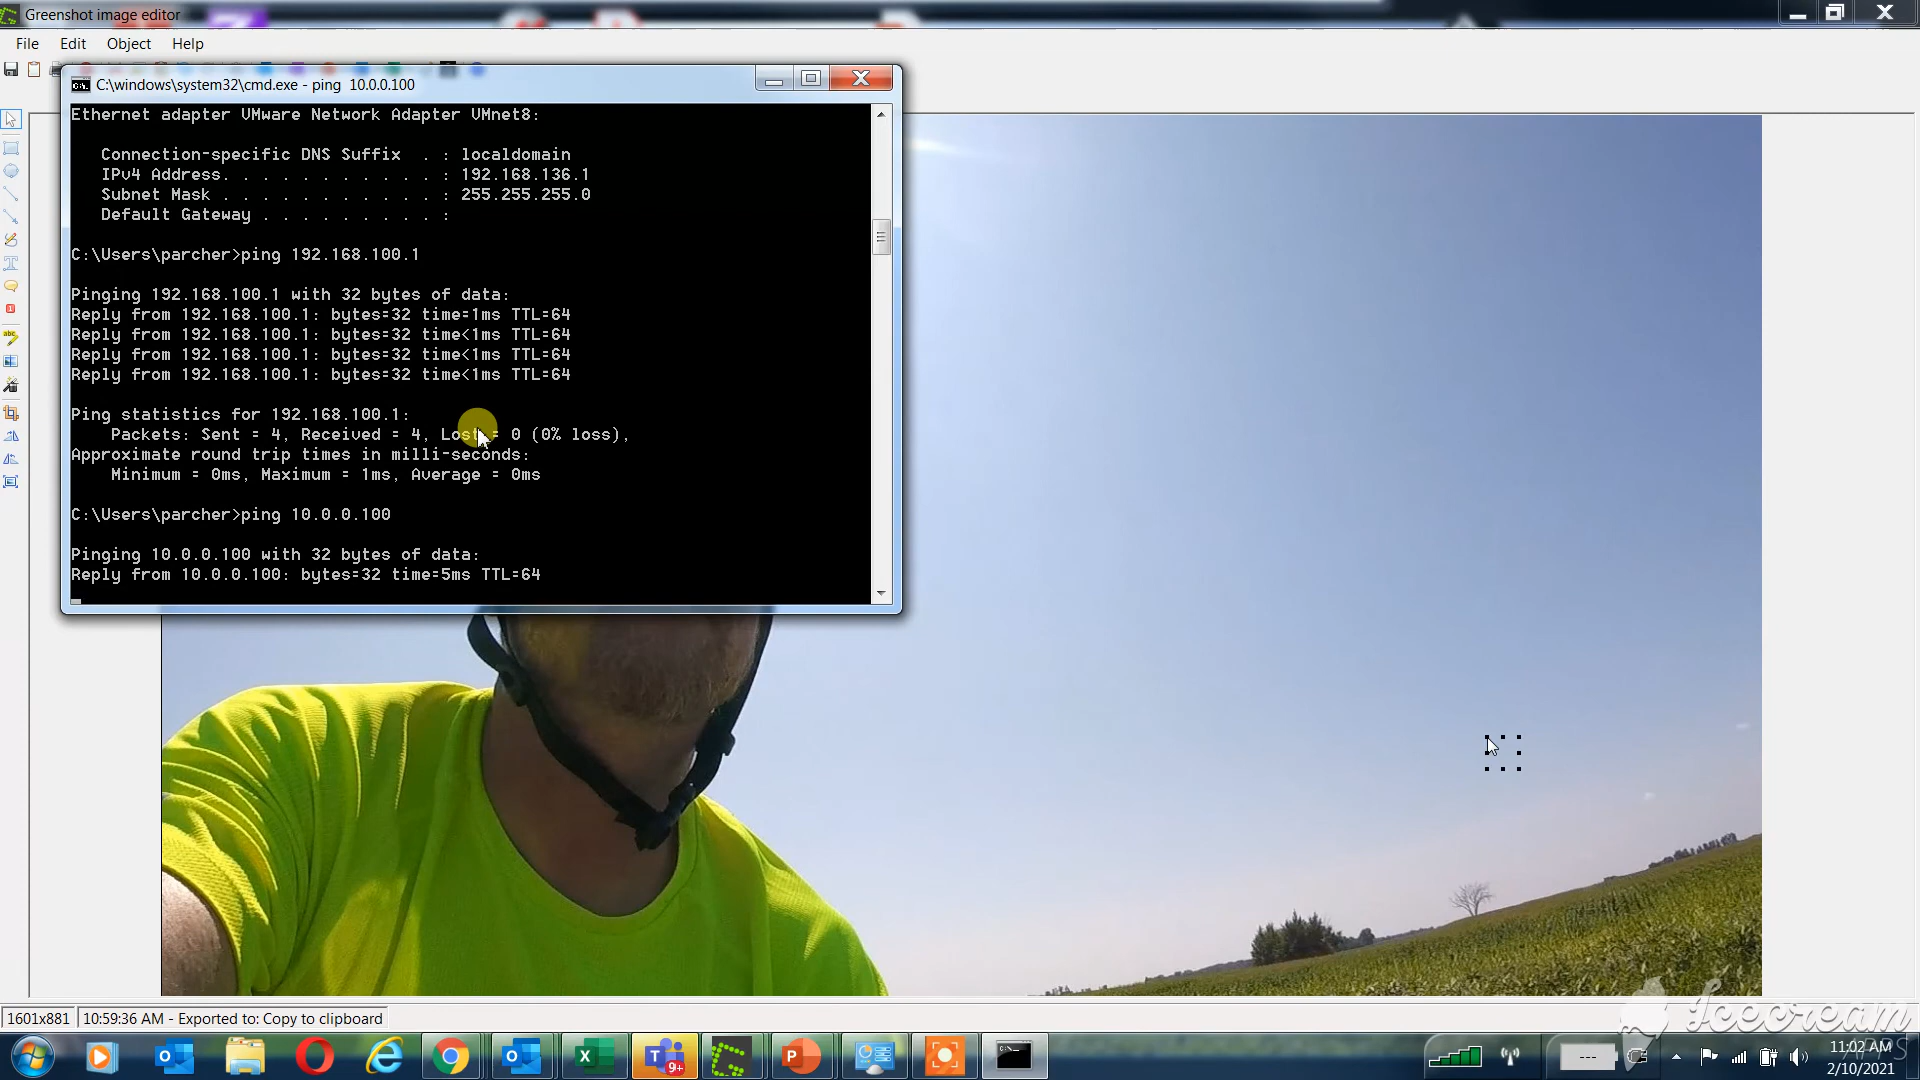 Greenshot image editor
File Edit Object Help
C:\windows\system32\cmd.exe - ping 10.0.0.100
Ethernet adapter VMware Network Adapter VMnet8:
Connection-specific DNS Suffix . : localdomain
IPv4 Address. . . . . . . . . . . : 192.168.136.1
Subnet Mask . . . . . . . . . . . : 255.255.255.0
Default Gateway . . . . . . . . . :
C:\Users\parcher>ping 192.168.100.1
Pinging 192.168.100.1 with 32 bytes of data:
Reply from 192.168.100.1: bytes=32 time=1ms TTL=64
Reply from 192.168.100.1: bytes=32 time<1ms TTL=64
Reply from 192.168.100.1: bytes=32 time<1ms TTL=64
Reply from 192.168.100.1: bytes=32 time<1ms TTL=64
Ping statistics for 192.168.100.1:
Packets: Sent = 4, Received = 4, Lost = 0 (0% loss),
Approximate round trip times in milli-seconds:
Minimum = 0ms, Maximum = 1ms, Average = 0ms
C:\Users\parcher>ping 10.0.0.100
Pinging 10.0.0.100 with 32 bytes of data:
Reply from 10.0.0.100: bytes=32 time=5ms TTL=64
1601x881 10:59:36 AM - Exported to: Copy to clipboard
Icecream
APPS
9+
---
11:02 AM
2/10/2021